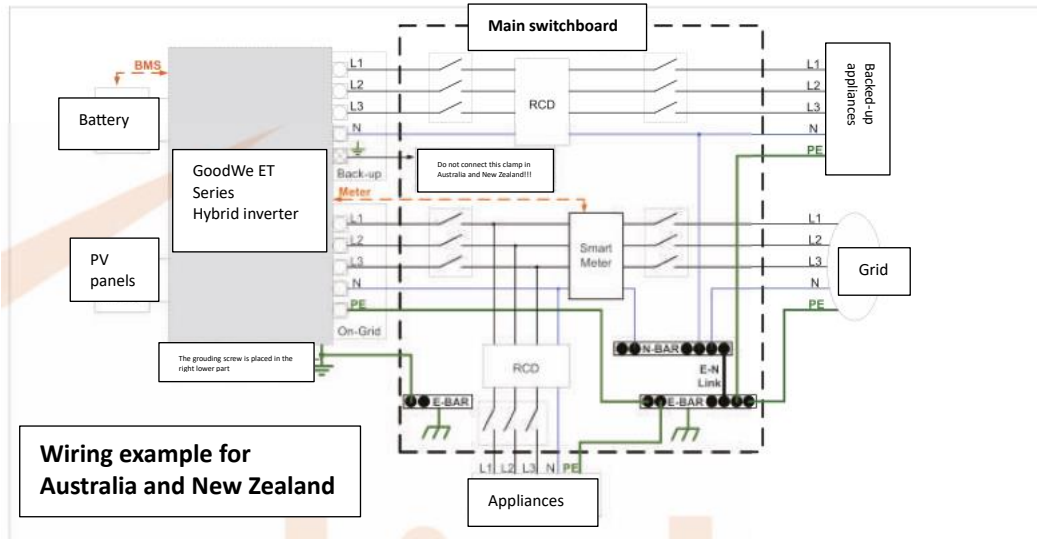 Main switchboard
BMS
Battery
GoodWe ET
Series
Hybrid inverter
PV
panels
L1
L2
L3
N
Back-up
RCD
L1
L2
L3
N
PE
Backed-up
appliances
Do not connect this clamp in
Australia and New Zealand!!!
Meter
L1
L2
L3
N
PE
On-Grid
Smart
Meter
L1
L2
L3
N
PE
Grid
The grouding screw is placed in the
right lower part
RCD
N-BAR
E-N
Link
E-BAR
E-BAR
L1 L2 L3 N PE
Appliances
Wiring example for
Australia and New Zealand